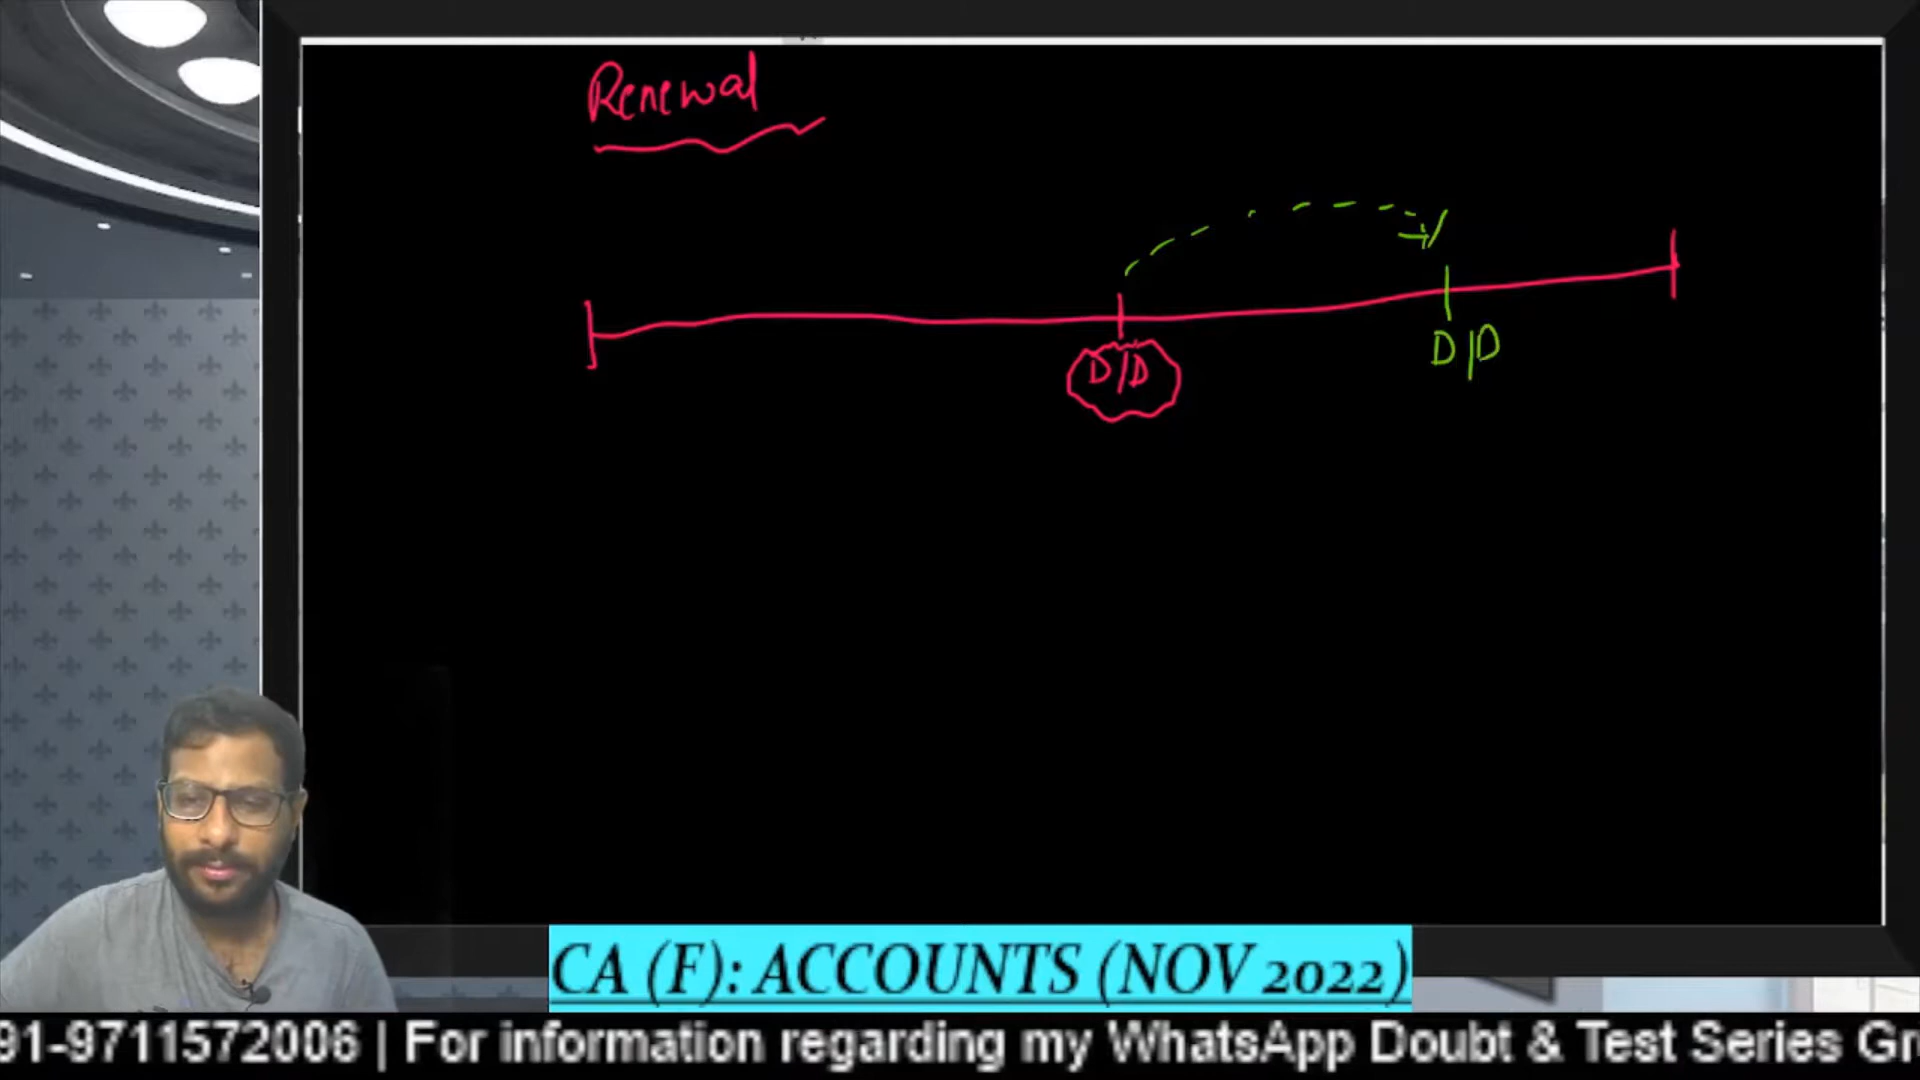 Renewal
D/D
D/D
CA (F): ACCOUNTS (NOV 2022)
91-9711572006 | For information regarding my WhatsApp Doubt & Test Series Gr